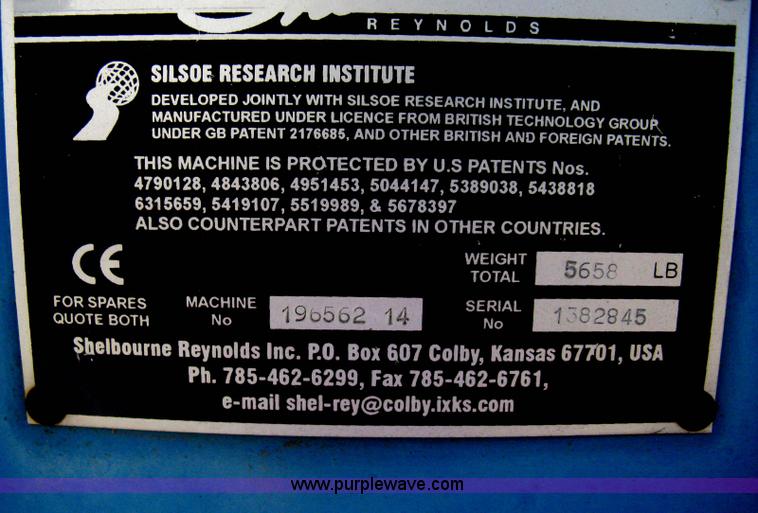 REYNOLDS
SILSOE RESEARCH INSTITUTE
DEVELOPED JOINTLY WITH SILSOE RESEARCH INSTITUTE, AND
MANUFACTURED UNDER LICENCE FROM BRITISH TECHNOLOGY GROUP
UNDER GB PATENT 2176685, AND OTHER BRITISH AND FOREIGN PATENTS.
THIS MACHINE IS PROTECTED BY U.S PATENTS Nos.
4790128, 4843806, 4951453, 5044147, 5389038, 5438818
6315659, 5419107, 5519989, & 5678397
ALSO COUNTERPART PATENTS IN OTHER COUNTRIES.
CE
WEIGHT TOTAL 5658 LB
FOR SPARES QUOTE BOTH
MACHINE No 196562 14
SERIAL No 1382845
Shelbourne Reynolds Inc. P.O. Box 607 Colby, Kansas 67701, USA
Ph. 785-462-6299, Fax 785-462-6761,
e-mail shel-rey@colby.ixks.com
www.purplewave.com